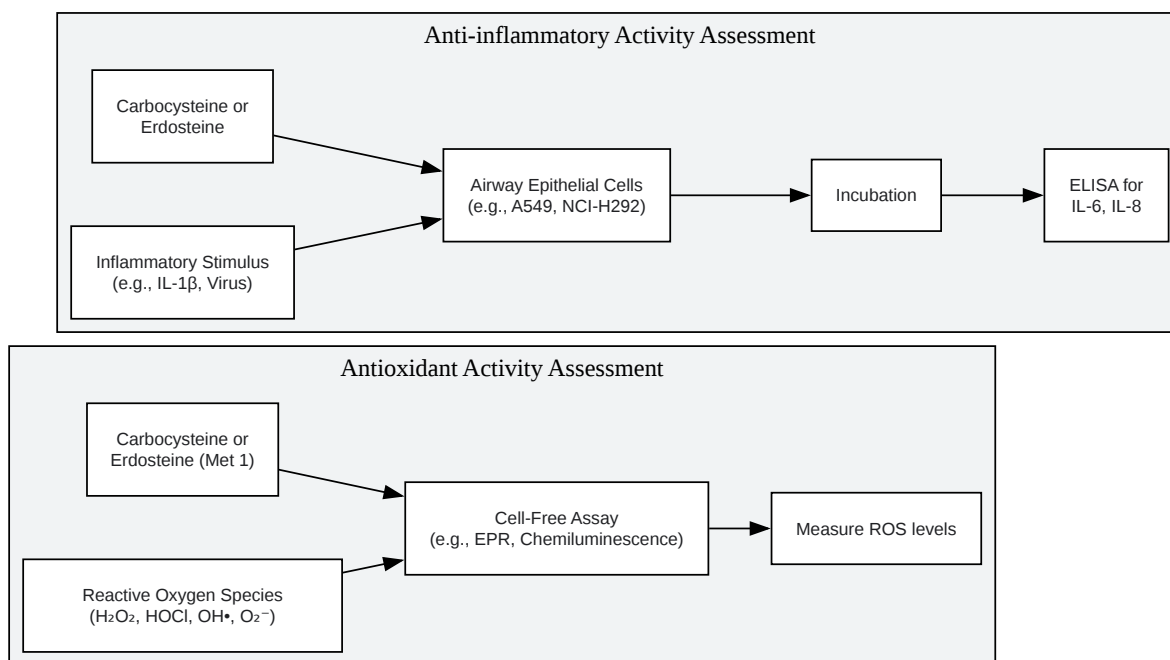 Anti-inflammatory Activity Assessment
Carbocysteine or
Erdosteine
Inflammatory Stimulus
(e.g., IL-1β, Virus)
Airway Epithelial Cells
(e.g., A549, NCI-H292)
Incubation
ELISA for
IL-6, IL-8
Antioxidant Activity Assessment
Carbocysteine or
Erdosteine (Met 1)
Reactive Oxygen Species
(H₂O₂, HOCl, OH•, O₂⁻)
Cell-Free Assay
(e.g., EPR, Chemiluminescence)
Measure ROS levels